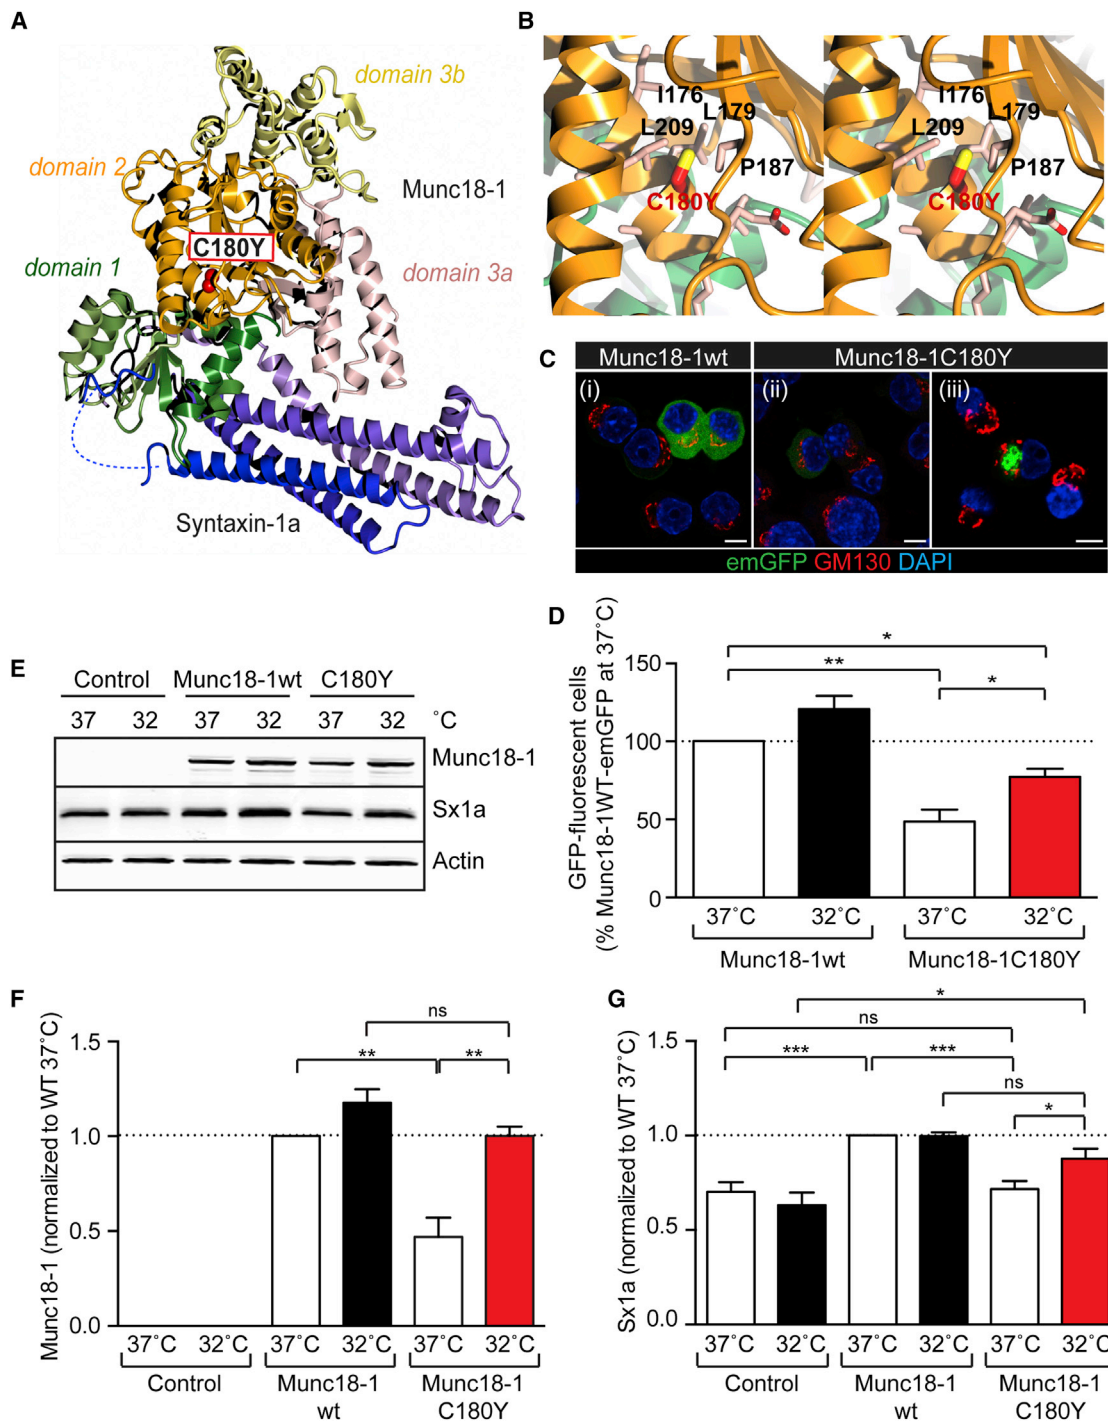 A
domain 3b
domain 2
Munc18-1
C180Y
domain 1
domain 3a
Syntaxin-1a
B
I176
L179
L209
P187
C180Y
I176
L179
L209
P187
C180Y
C
Munc18-1wt
Munc18-1C180Y
(i)
(ii)
(iii)
emGFP GM130 DAPI
D
GFP-fluorescent cells
(% Munc18-1WT-emGFP at 37˚C)
150
100
50
0
*
**
*
37˚C
32˚C
37˚C
32˚C
Munc18-1wt
Munc18-1C180Y
E
Control
Munc18-1wt
C180Y
37
32
37
32
37
32
˚C
Munc18-1
Sx1a
Actin
F
Munc18-1 (normalized to WT 37˚C)
1.5
1.0
0.5
0.0
ns
**
**
37˚C
32˚C
37˚C
32˚C
37˚C
32˚C
Control
Munc18-1
wt
Munc18-1
C180Y
G
Sx1a (normalized to WT 37˚C)
1.5
1.0
0.5
0.0
*
ns
***
***
ns
*
37˚C
32˚C
37˚C
32˚C
37˚C
32˚C
Control
Munc18-1
wt
Munc18-1
C180Y